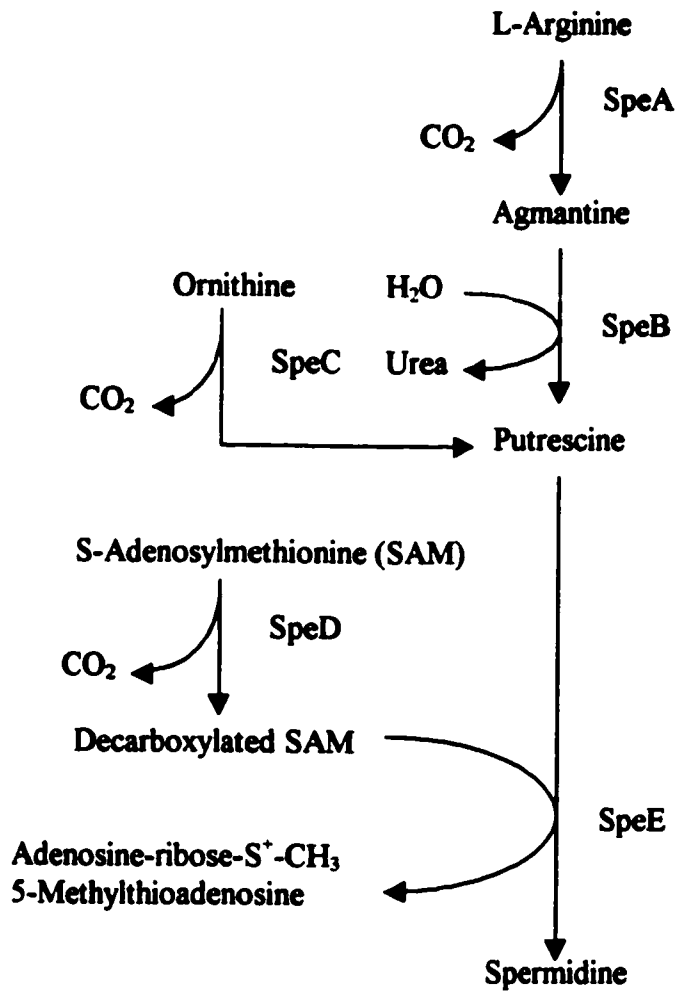 L-Arginine
SpeA
CO₂
Agmantine
Ornithine
H₂O
SpeB
SpeC
Urea
CO₂
Putrescine
S-Adenosylmethionine (SAM)
SpeD
CO₂
Decarboxylated SAM
SpeE
Adenosine-ribose-S⁺-CH₃
5-Methylthioadenosine
Spermidine